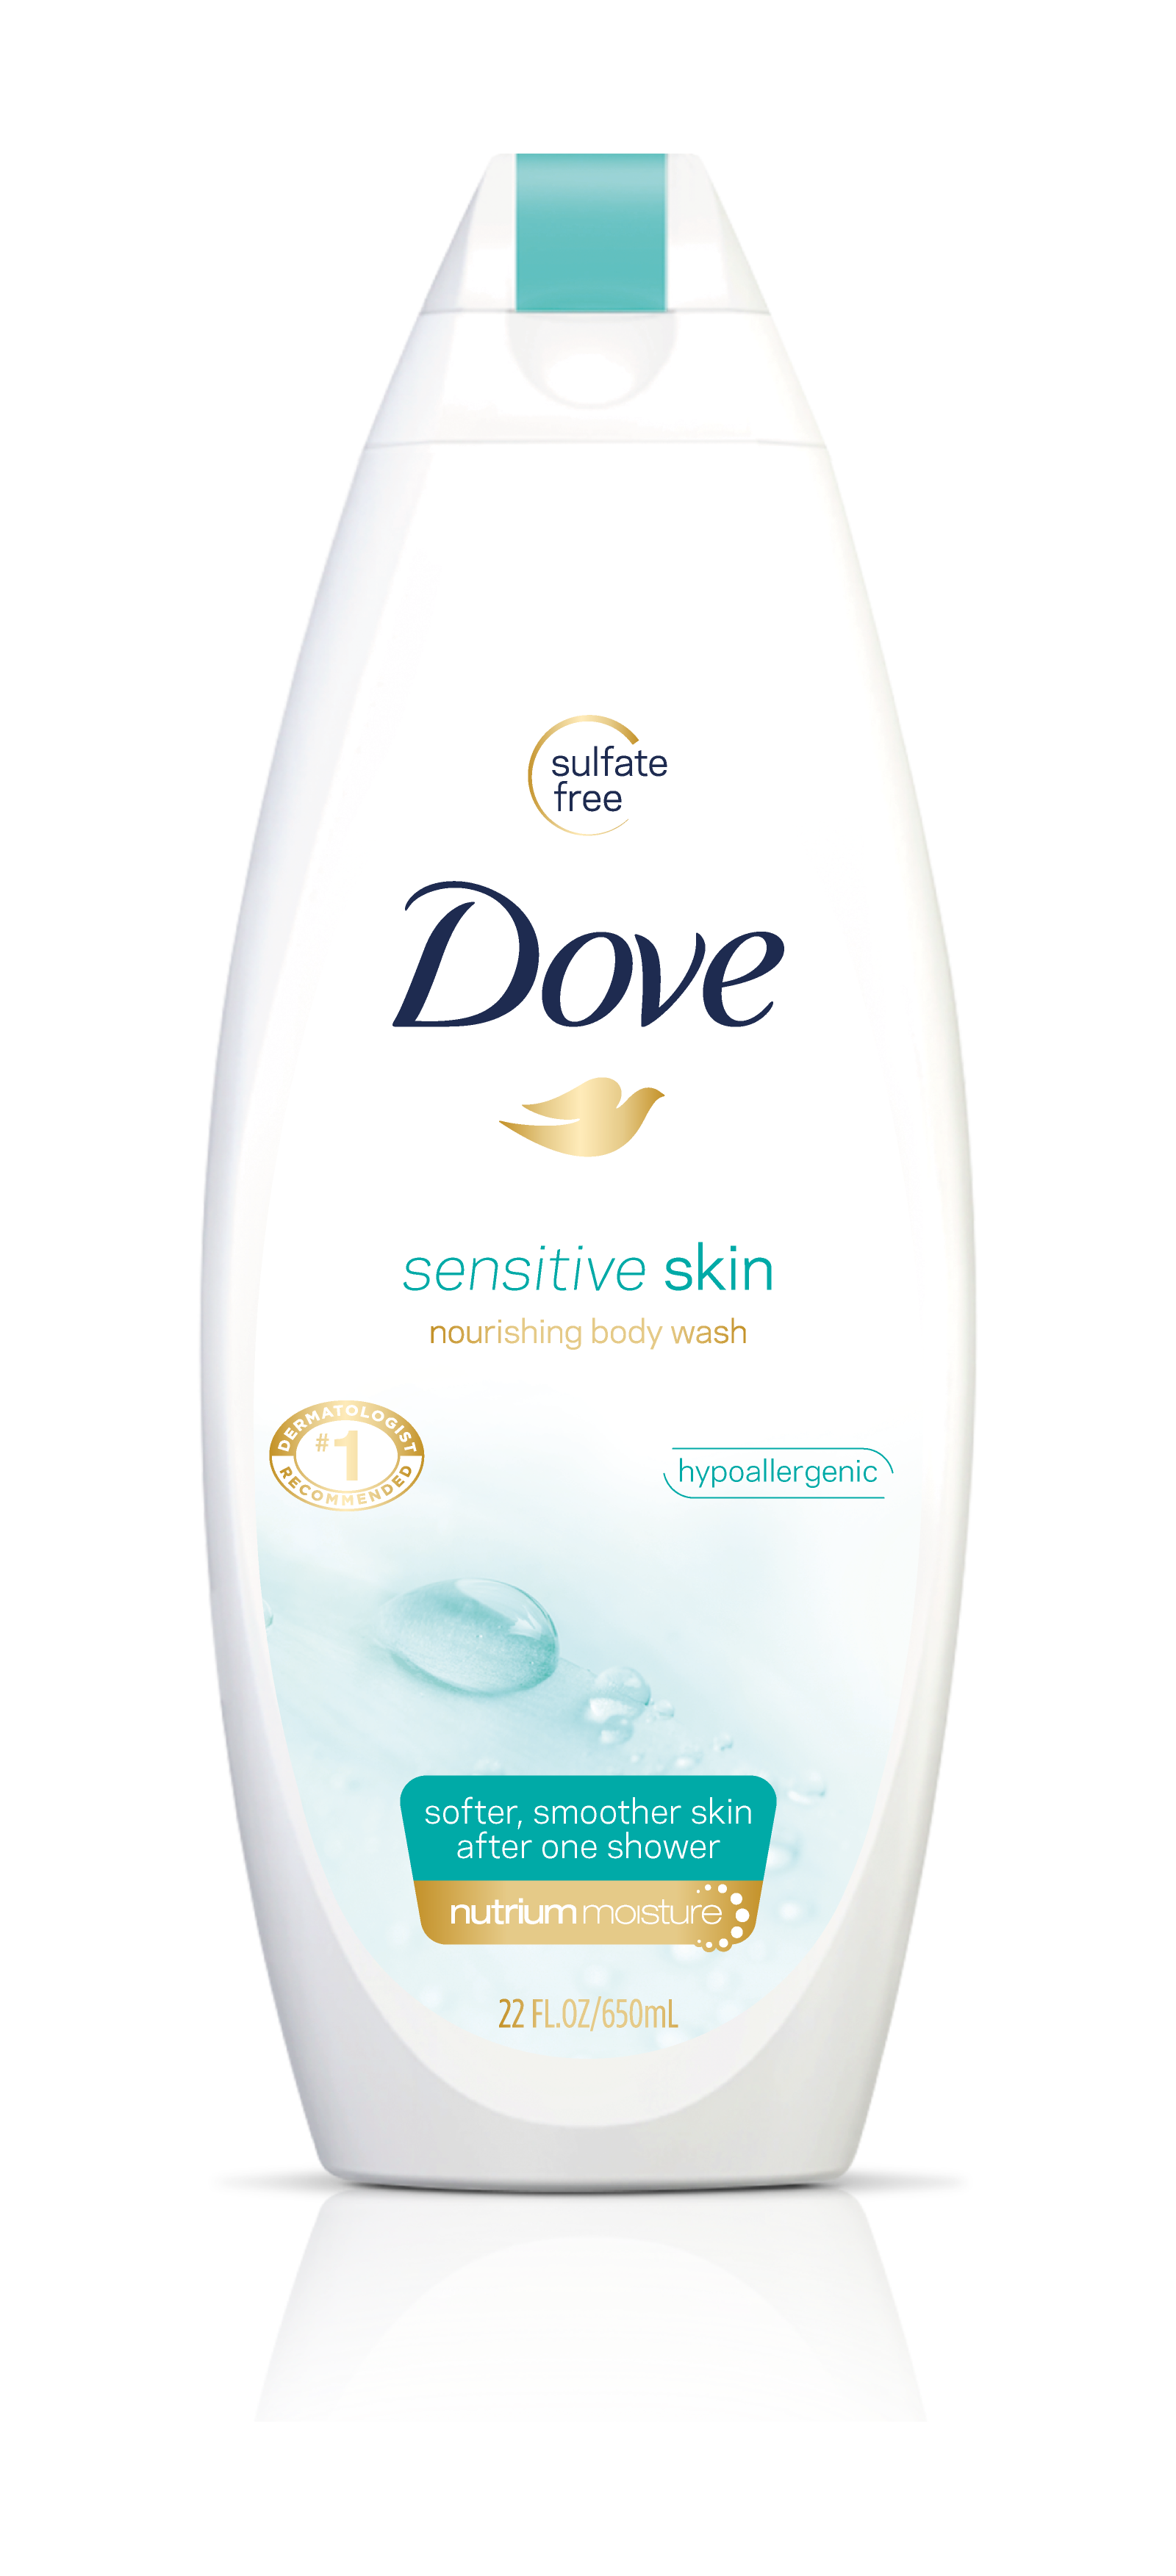 sulfate
free
Dove
sensitive skin
nourishing body wash
DERMATOLOGIST
#1
RECOMMENDED
hypoallergenic
softer, smoother skin
after one shower
nutrium moisture
22 FL.OZ/650mL